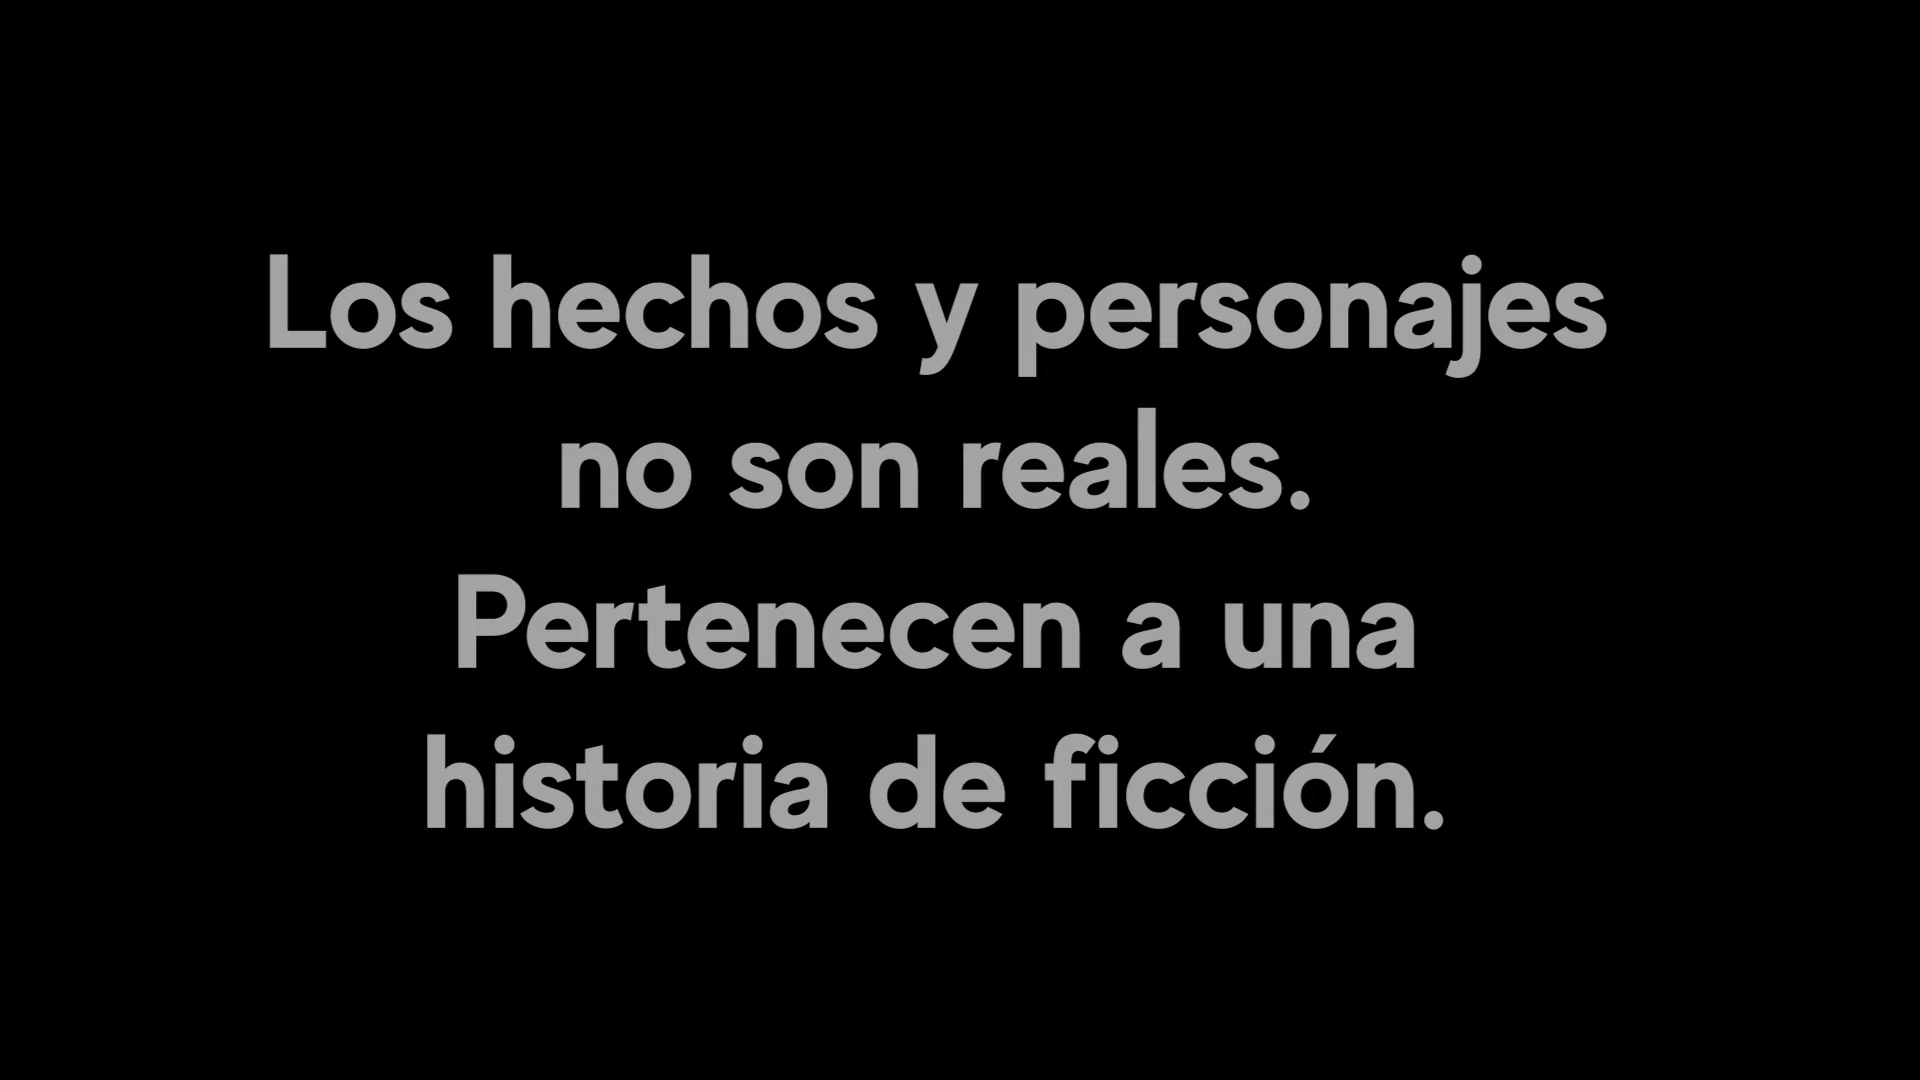 Los hechos y personajes
no son reales.
Pertenecen a una
historia de ficción.